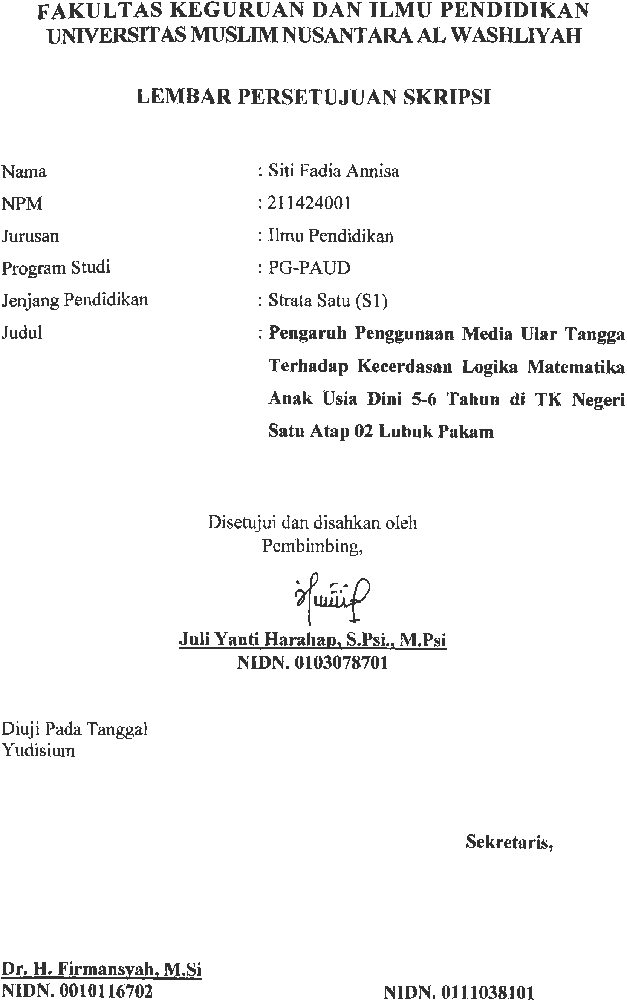 FAKULTAS KEGURUAN DAN ILMU PENDIDIKAN
UNIVERSITAS MUSLIM NUSANTARA AL WASHLIYAH
LEMBAR PERSETUJUAN SKRIPSI
Nama : Siti Fadia Annisa
NPM : 211424001
Jurusan : Ilmu Pendidikan
Program Studi : PG-PAUD
Jenjang Pendidikan : Strata Satu (S1)
Judul : Pengaruh Penggunaan Media Ular Tangga
Terhadap Kecerdasan Logika Matematika
Anak Usia Dini 5-6 Tahun di TK Negeri
Satu Atap 02 Lubuk Pakam
Disetujui dan disahkan oleh
Pembimbing,
Juli Yanti Harahap, S.Psi., M.Psi
NIDN. 0103078701
Diuji Pada Tanggal
Yudisium
Sekretaris,
Dr. H. Firmansyah, M.Si
NIDN. 0010116702 NIDN. 0111038101